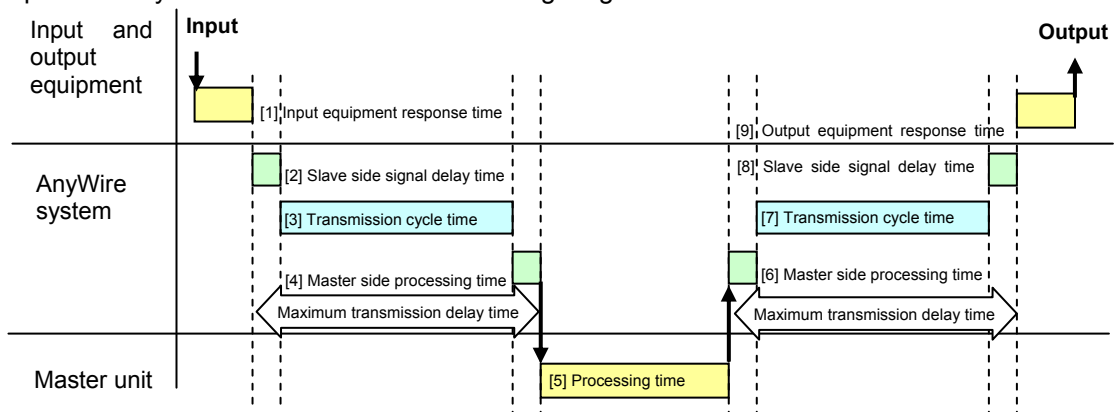 Input and
output
equipment
Input
Output
[1] Input equipment response time
[9] Output equipment response time
AnyWire
system
[2] Slave side signal delay time
[8] Slave side signal delay time
[3] Transmission cycle time
[7] Transmission cycle time
[4] Master side processing time
[6] Master side processing time
Maximum transmission delay time
Maximum transmission delay time
Master unit
[5] Processing time